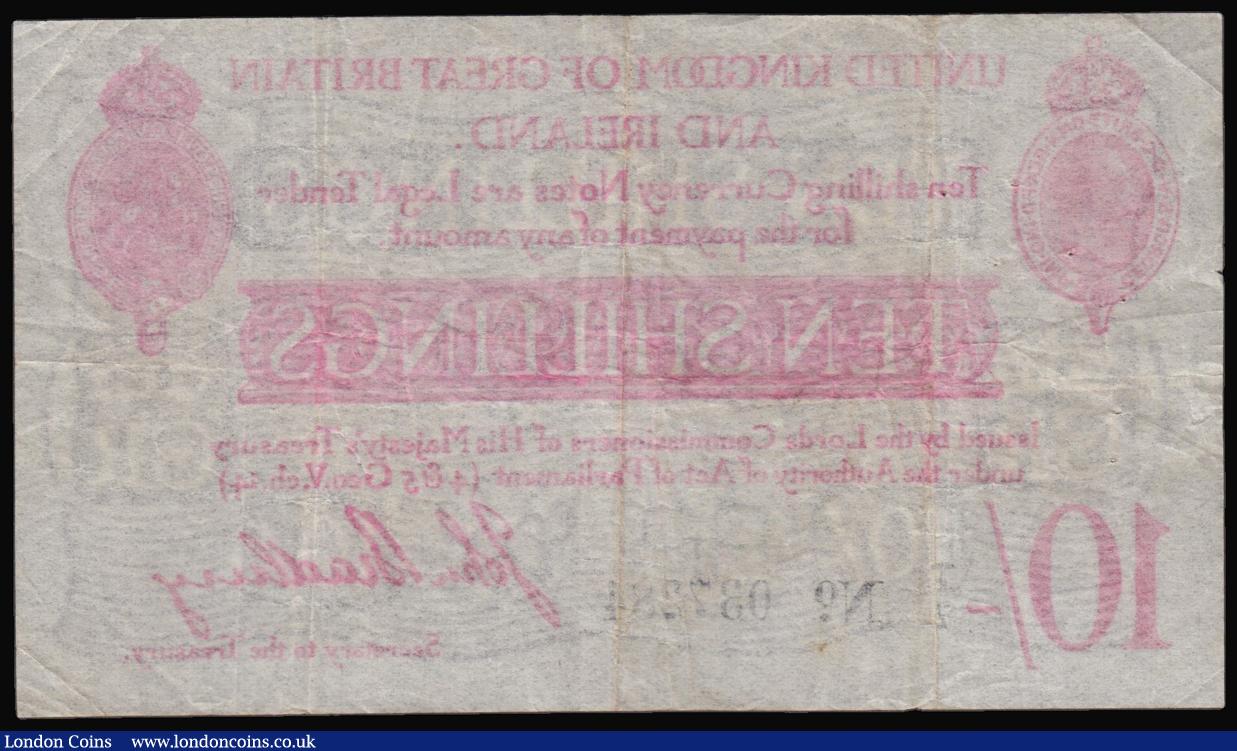 UNITED KINGDOM OF GREAT BRITAIN
AND IRELAND.
Ten shilling Currency Notes are Legal Tender
for the payment of any amount.
TEN SHILLINGS
Issued by the Lords Commissioners of His Majesty's Treasury
under the Authority of Act of Parliament (4 & 5 Geo.V.ch.14)
John Bradbury
10/-
Nº
Secretary to the Treasury.
London Coins www.londoncoins.co.uk